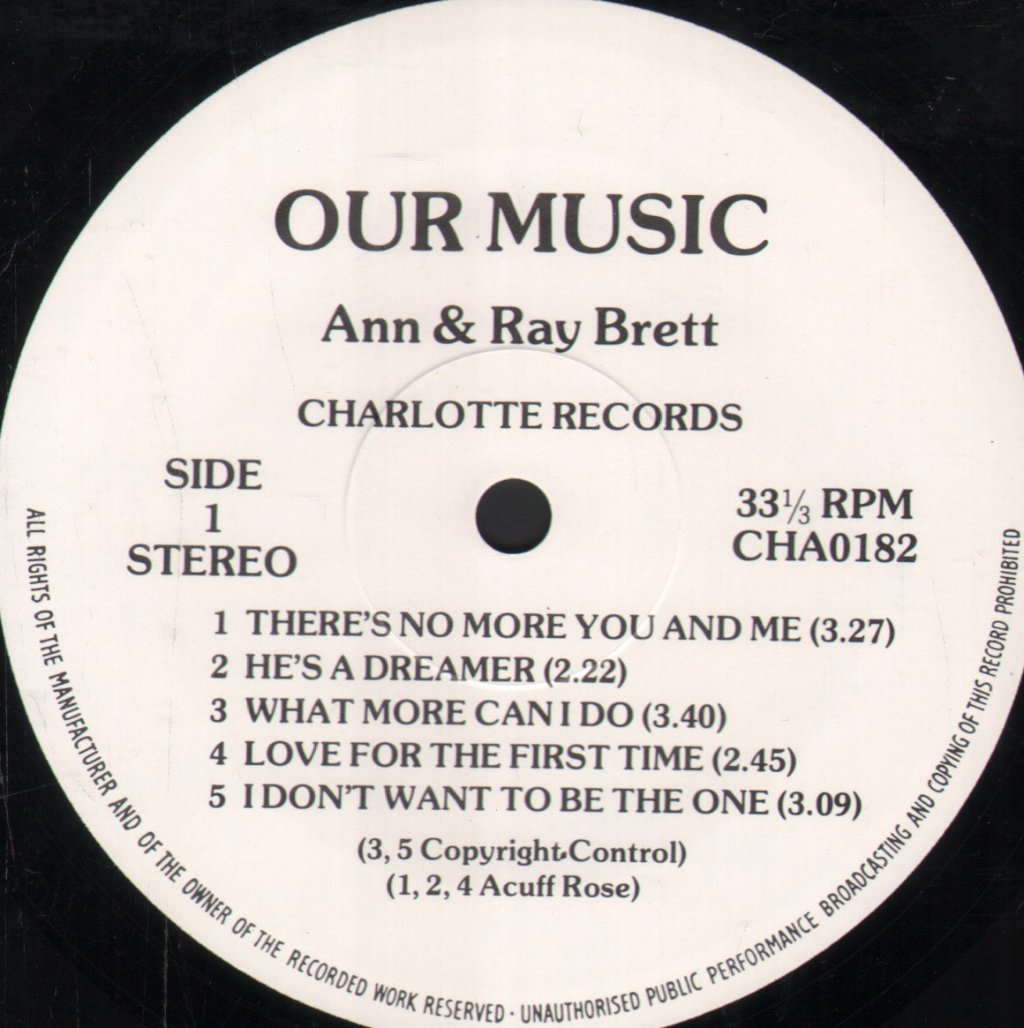 OUR MUSIC
Ann & Ray Brett
CHARLOTTE RECORDS
SIDE
1
STEREO
33⅓ RPM
CHA0182
1 THERE'S NO MORE YOU AND ME (3.27)
2 HE'S A DREAMER (2.22)
3 WHAT MORE CAN I DO (3.40)
4 LOVE FOR THE FIRST TIME (2.45)
5 I DON'T WANT TO BE THE ONE (3.09)
(3, 5 Copyright Control)
(1, 2, 4 Acuff Rose)
ALL RIGHTS OF THE MANUFACTURER AND OF THE OWNER OF THE RECORDED WORK RESERVED · UNAUTHORISED PUBLIC PERFORMANCE BROADCASTING AND COPYING OF THIS RECORD PROHIBITED